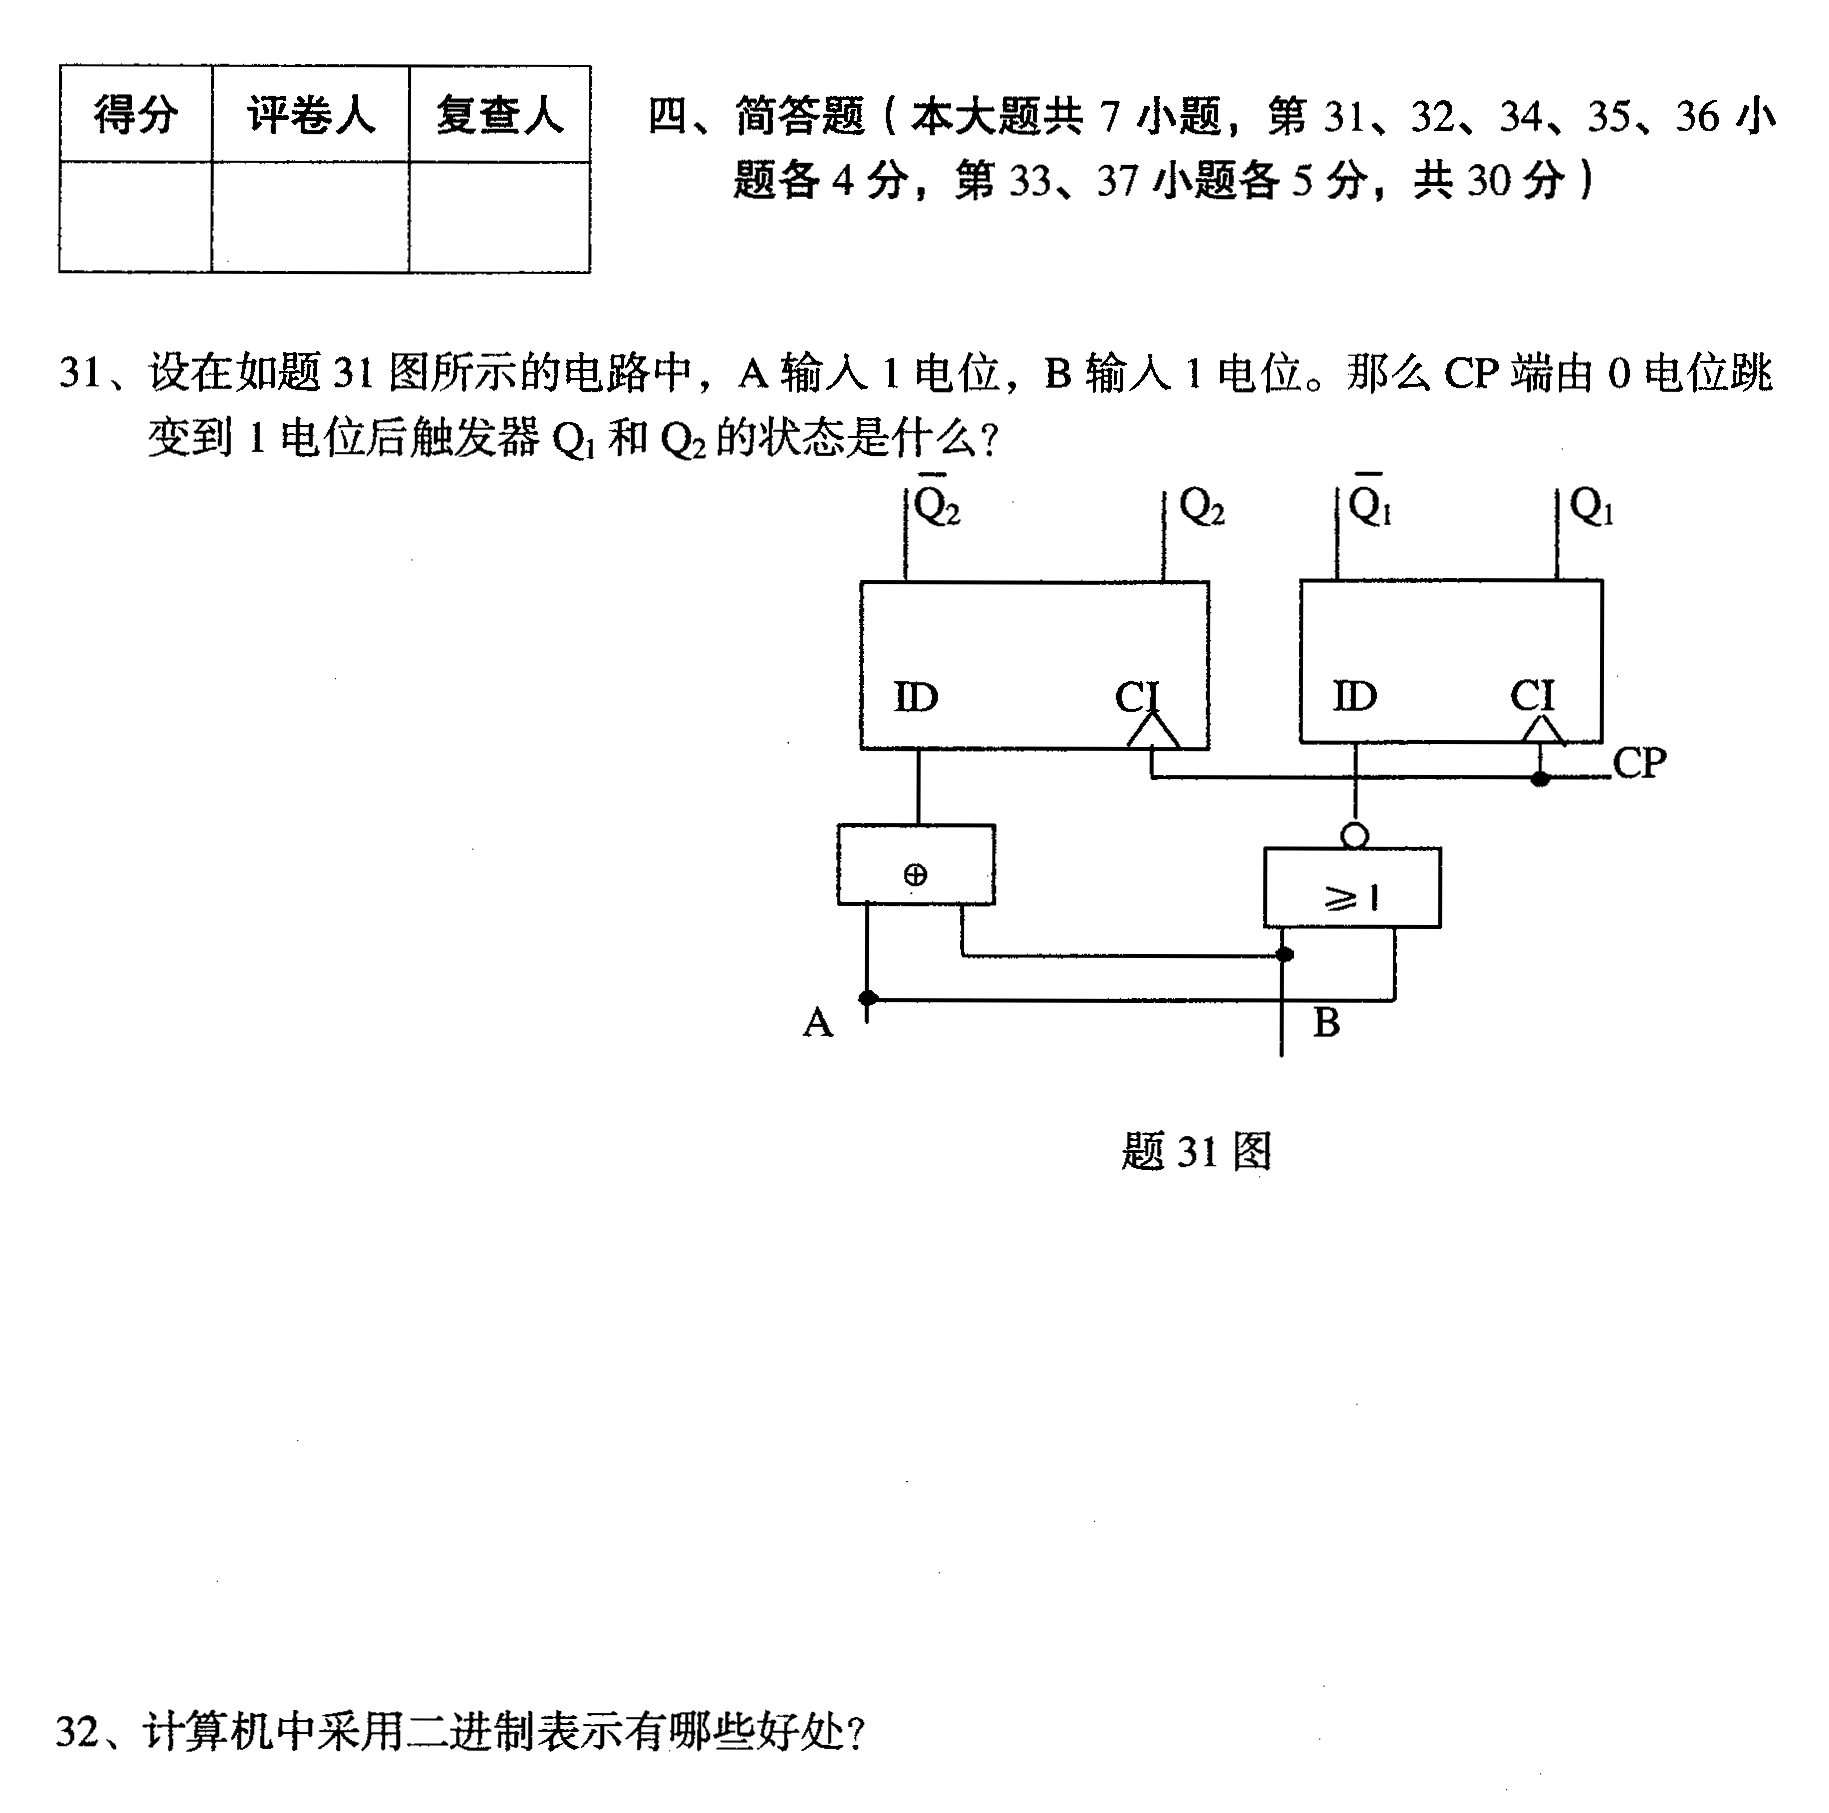 得分 评卷人 复查人
四、简答题（本大题共 7 小题，第 31、32、34、35、36 小
题各 4 分，第 33、37 小题各 5 分，共 30 分）
31、设在如题 31 图所示的电路中，A 输入 1 电位，B 输入 1 电位。那么 CP 端由 0 电位跳
变到 1 电位后触发器 Q₁ 和 Q₂ 的状态是什么？
Q̅₂ Q₂ Q̅₁ Q₁
ID CI ID CI
CP
⊕
≥1
A B
题 31 图
32、计算机中采用二进制表示有哪些好处？